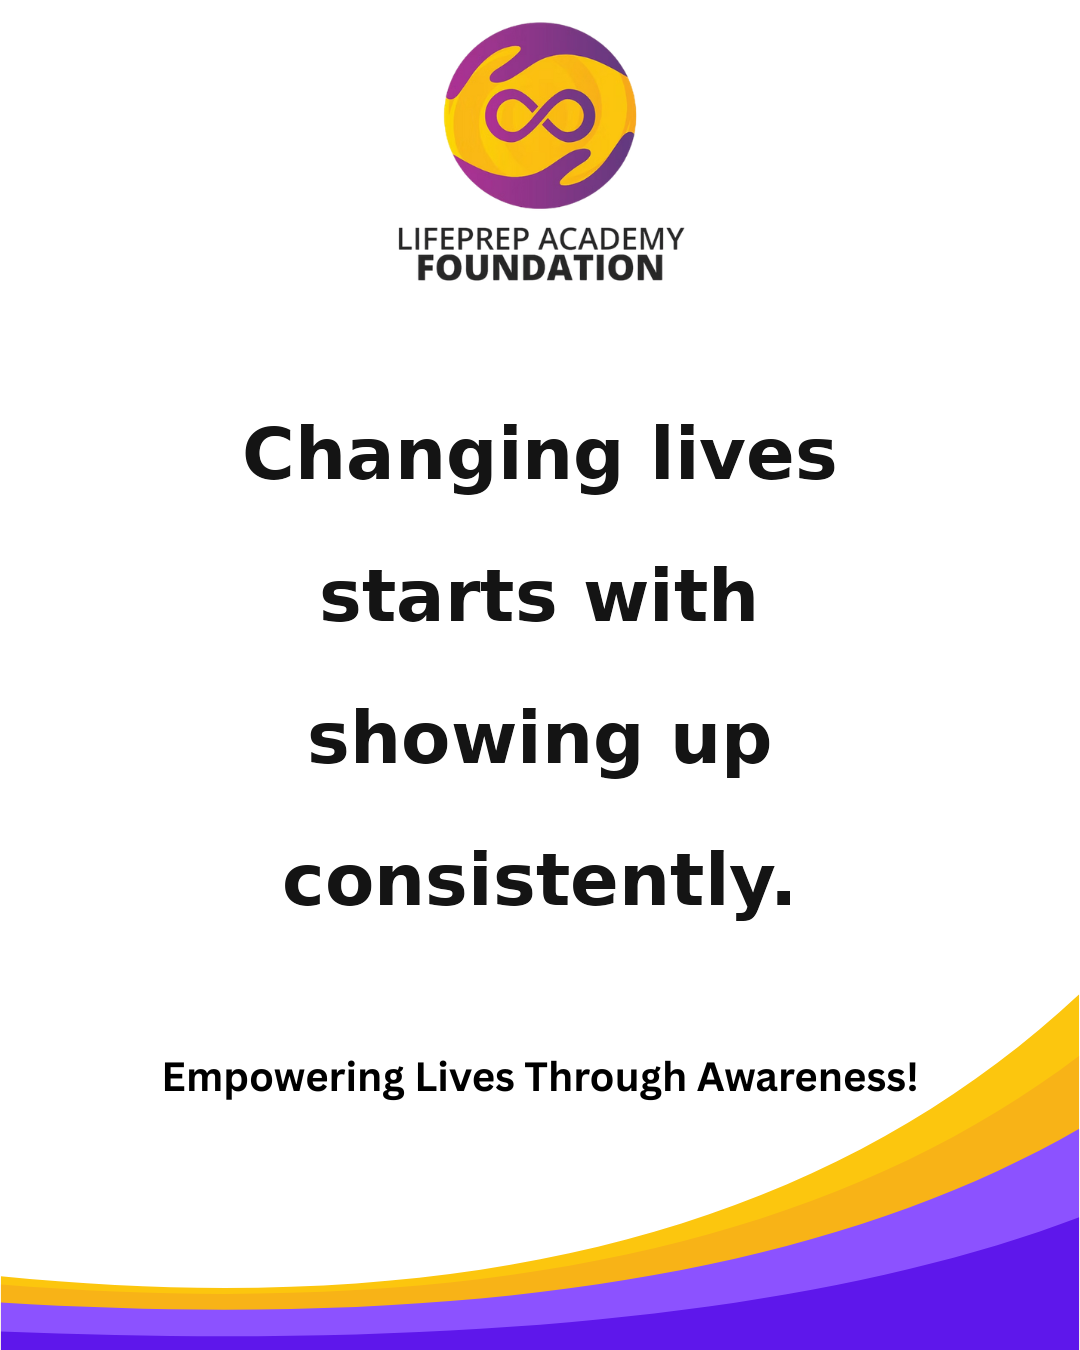 LIFEPREP ACADEMY
FOUNDATION
Changing lives
starts with
showing up
consistently.
Empowering Lives Through Awareness!